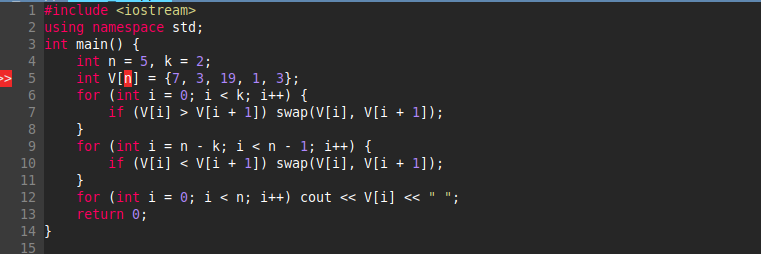 1 #include <iostream>
2 using namespace std;
3 int main() {
4     int n = 5, k = 2;
>> 5     int V[n] = {7, 3, 19, 1, 3};
6     for (int i = 0; i < k; i++) {
7         if (V[i] > V[i + 1]) swap(V[i], V[i + 1]);
8     }
9     for (int i = n - k; i < n - 1; i++) {
10         if (V[i] < V[i + 1]) swap(V[i], V[i + 1]);
11     }
12     for (int i = 0; i < n; i++) cout << V[i] << " ";
13     return 0;
14 }
15